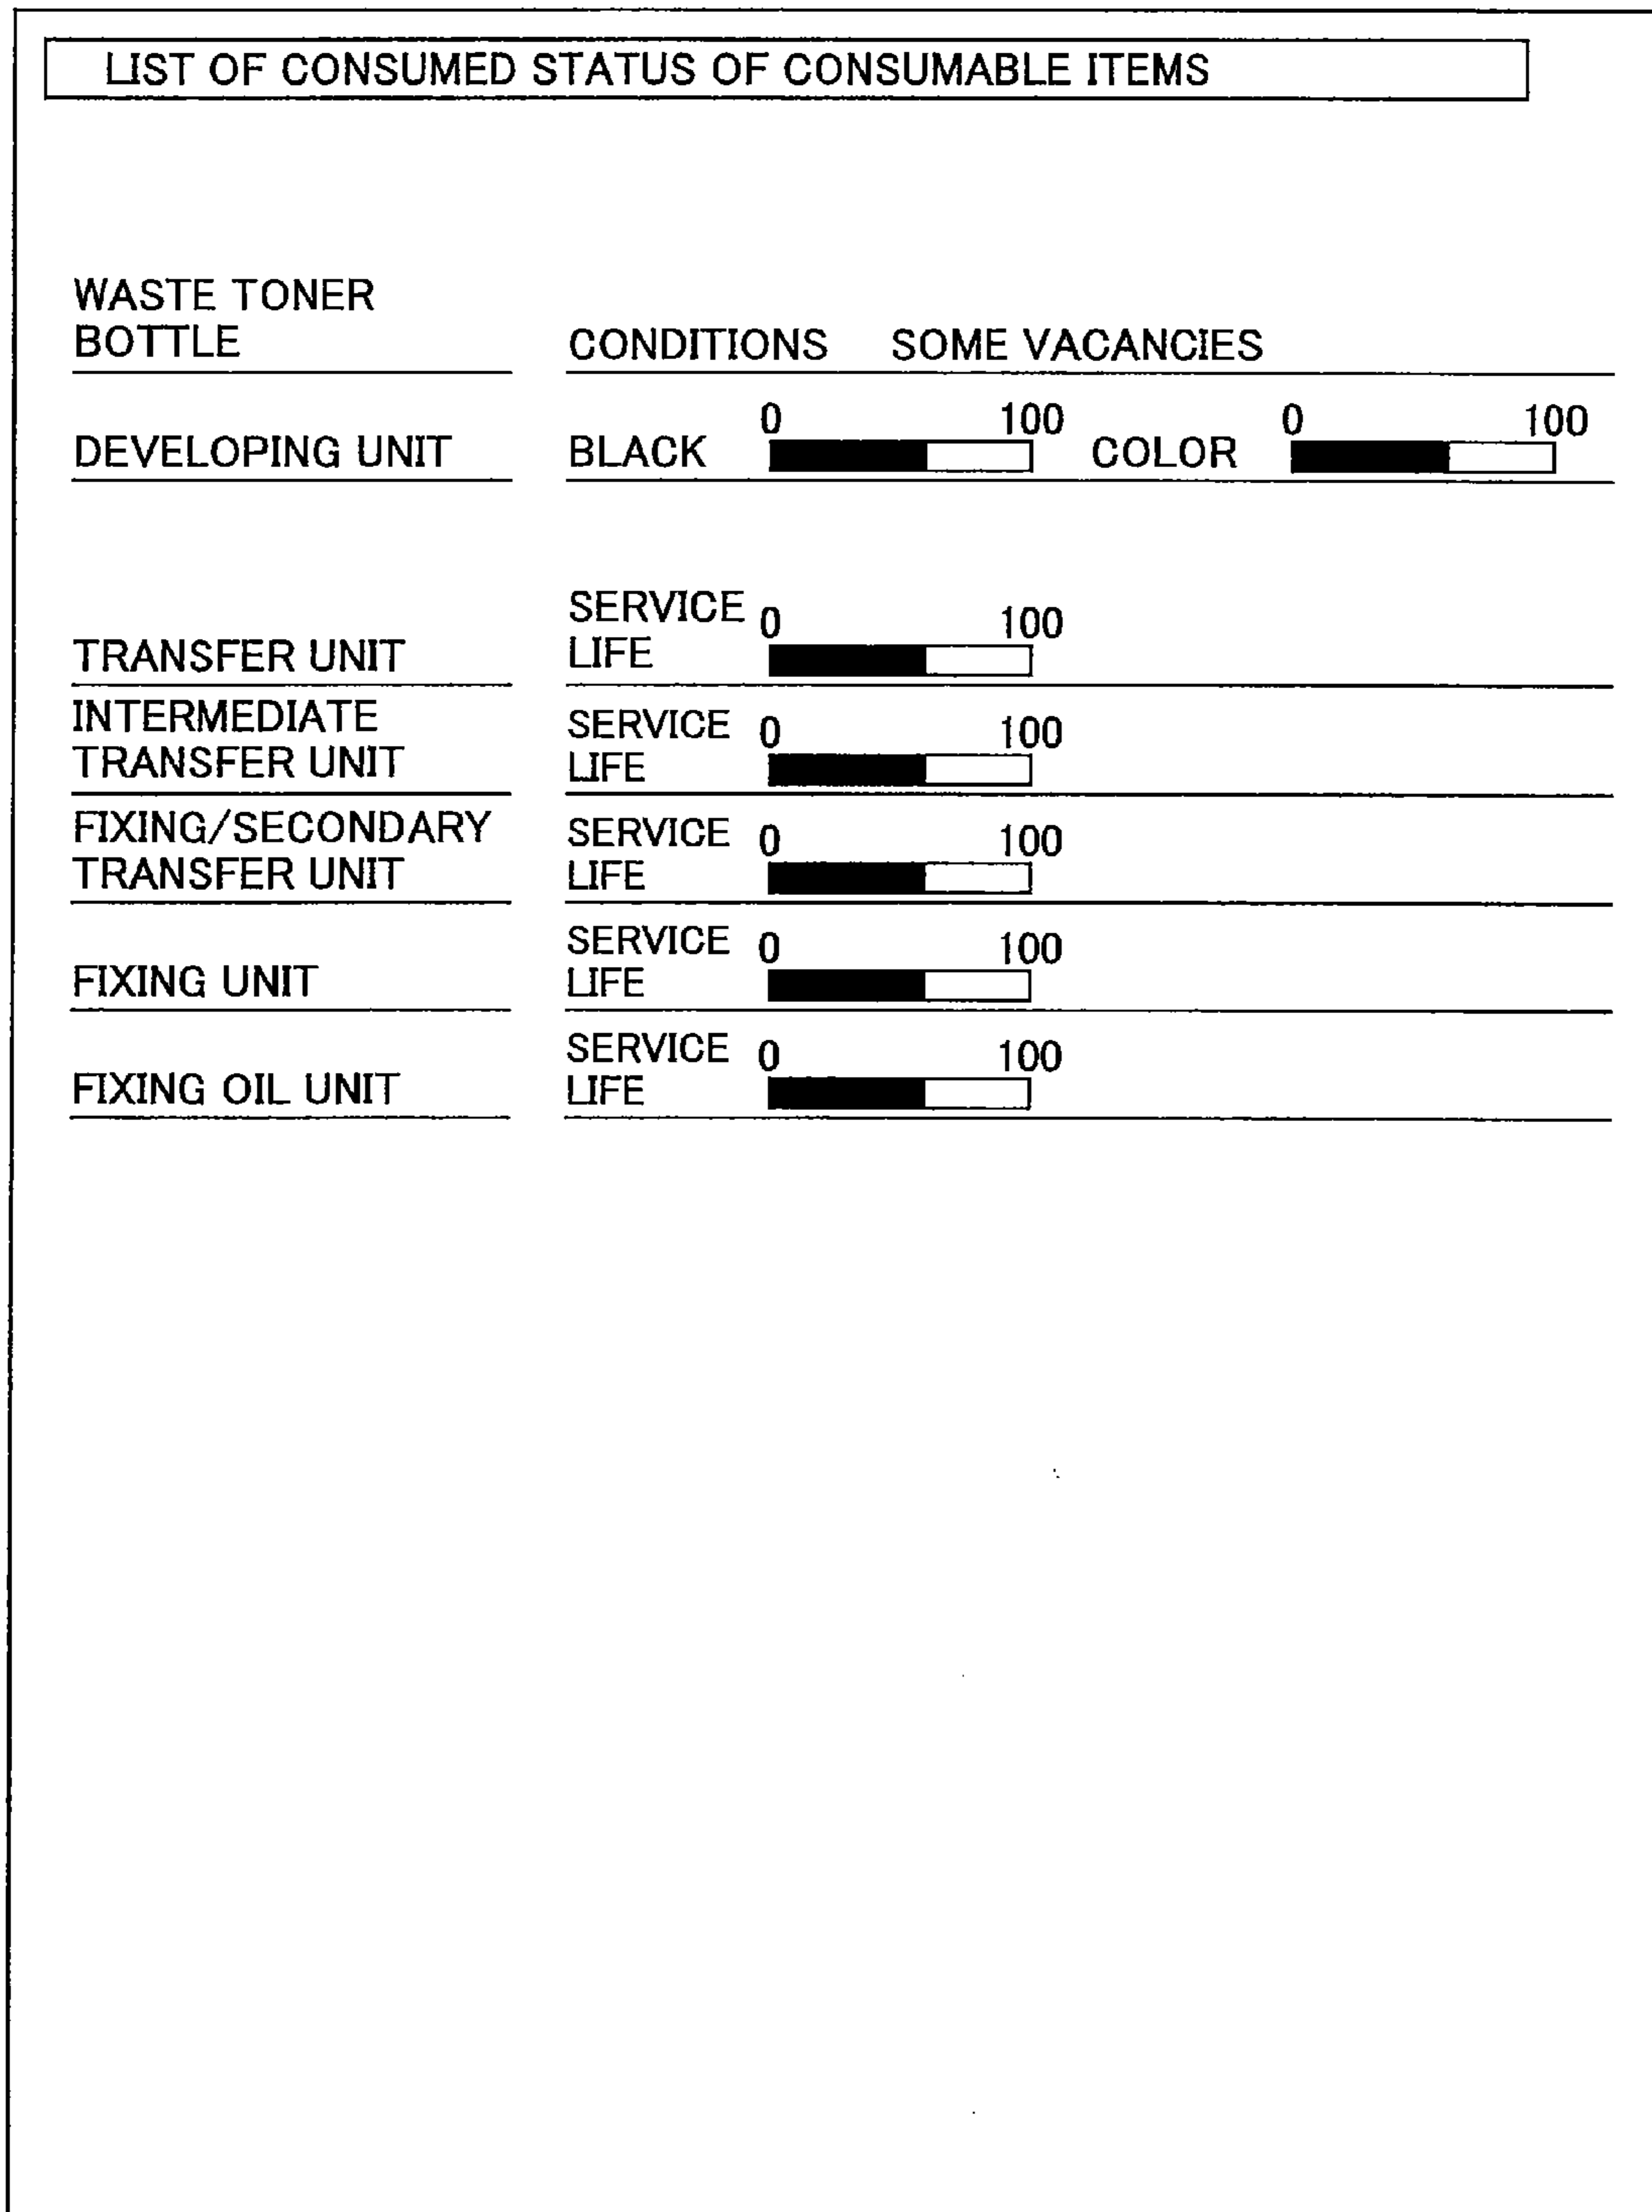 LIST OF CONSUMED STATUS OF CONSUMABLE ITEMS
WASTE TONER
BOTTLE CONDITIONS SOME VACANCIES
0 100 0 100
DEVELOPING UNIT BLACK COLOR
SERVICE 0 100
TRANSFER UNIT LIFE
INTERMEDIATE SERVICE 0 100
TRANSFER UNIT LIFE
FIXING/SECONDARY SERVICE 0 100
TRANSFER UNIT LIFE
SERVICE 0 100
FIXING UNIT LIFE
SERVICE 0 100
FIXING OIL UNIT LIFE